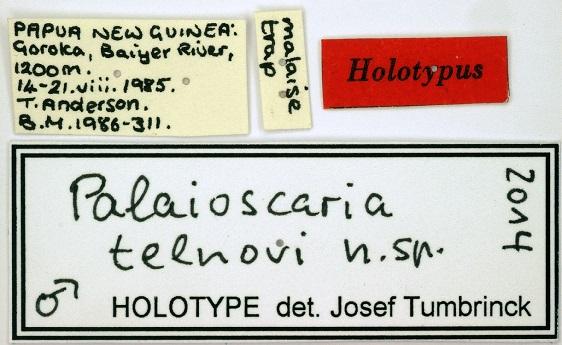 PAPUA NEW GUINEA:
Goroka, Baiyer River,
1200m.
14-21.viii.1985.
T. Anderson.
B.M.1986-311.
malaise
trap
Holotypus
Palaioscaria
telnovi n.sp.
2014
♂ HOLOTYPE det. Josef Tumbrinck